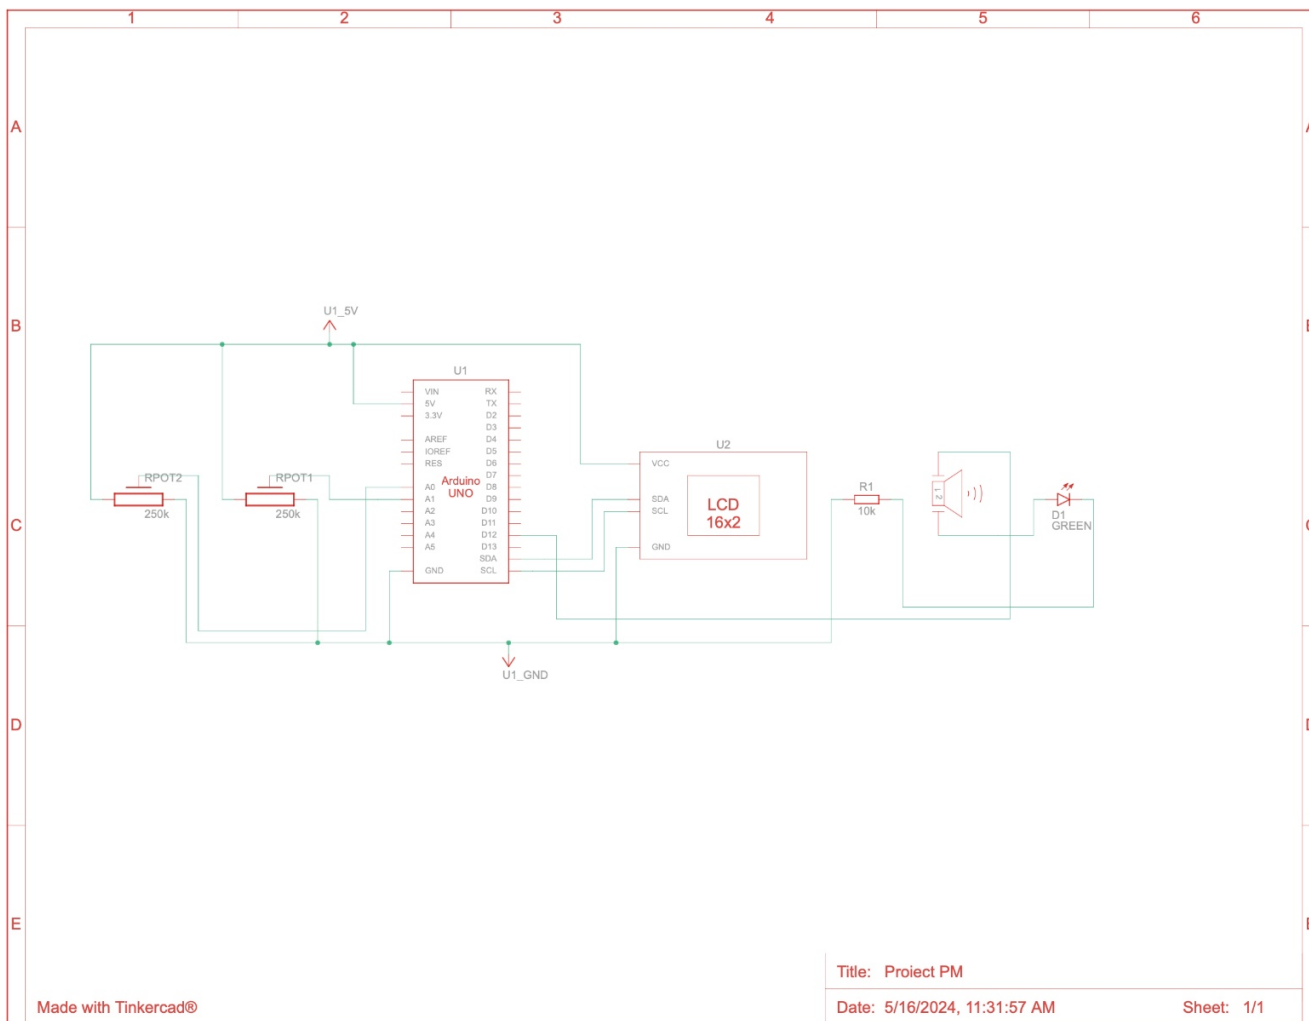 1 2 3 4 5 6
A
B
C
D
E
U1_5V
U1
VIN RX
5V TX
3.3V D2
D3
AREF D4
IOREF D5
RES D6
D7
A0 D8
A1 D9
A2 D10
A3 D11
A4 D12
A5 D13
SDA
GND SCL
Arduino
UNO
RPOT2
250k
RPOT1
250k
U2
VCC
SDA
SCL
GND
LCD
16x2
R1
10k
1 2
D1
GREEN
U1_GND
Title: Proiect PM
Made with Tinkercad®
Date: 5/16/2024, 11:31:57 AM Sheet: 1/1